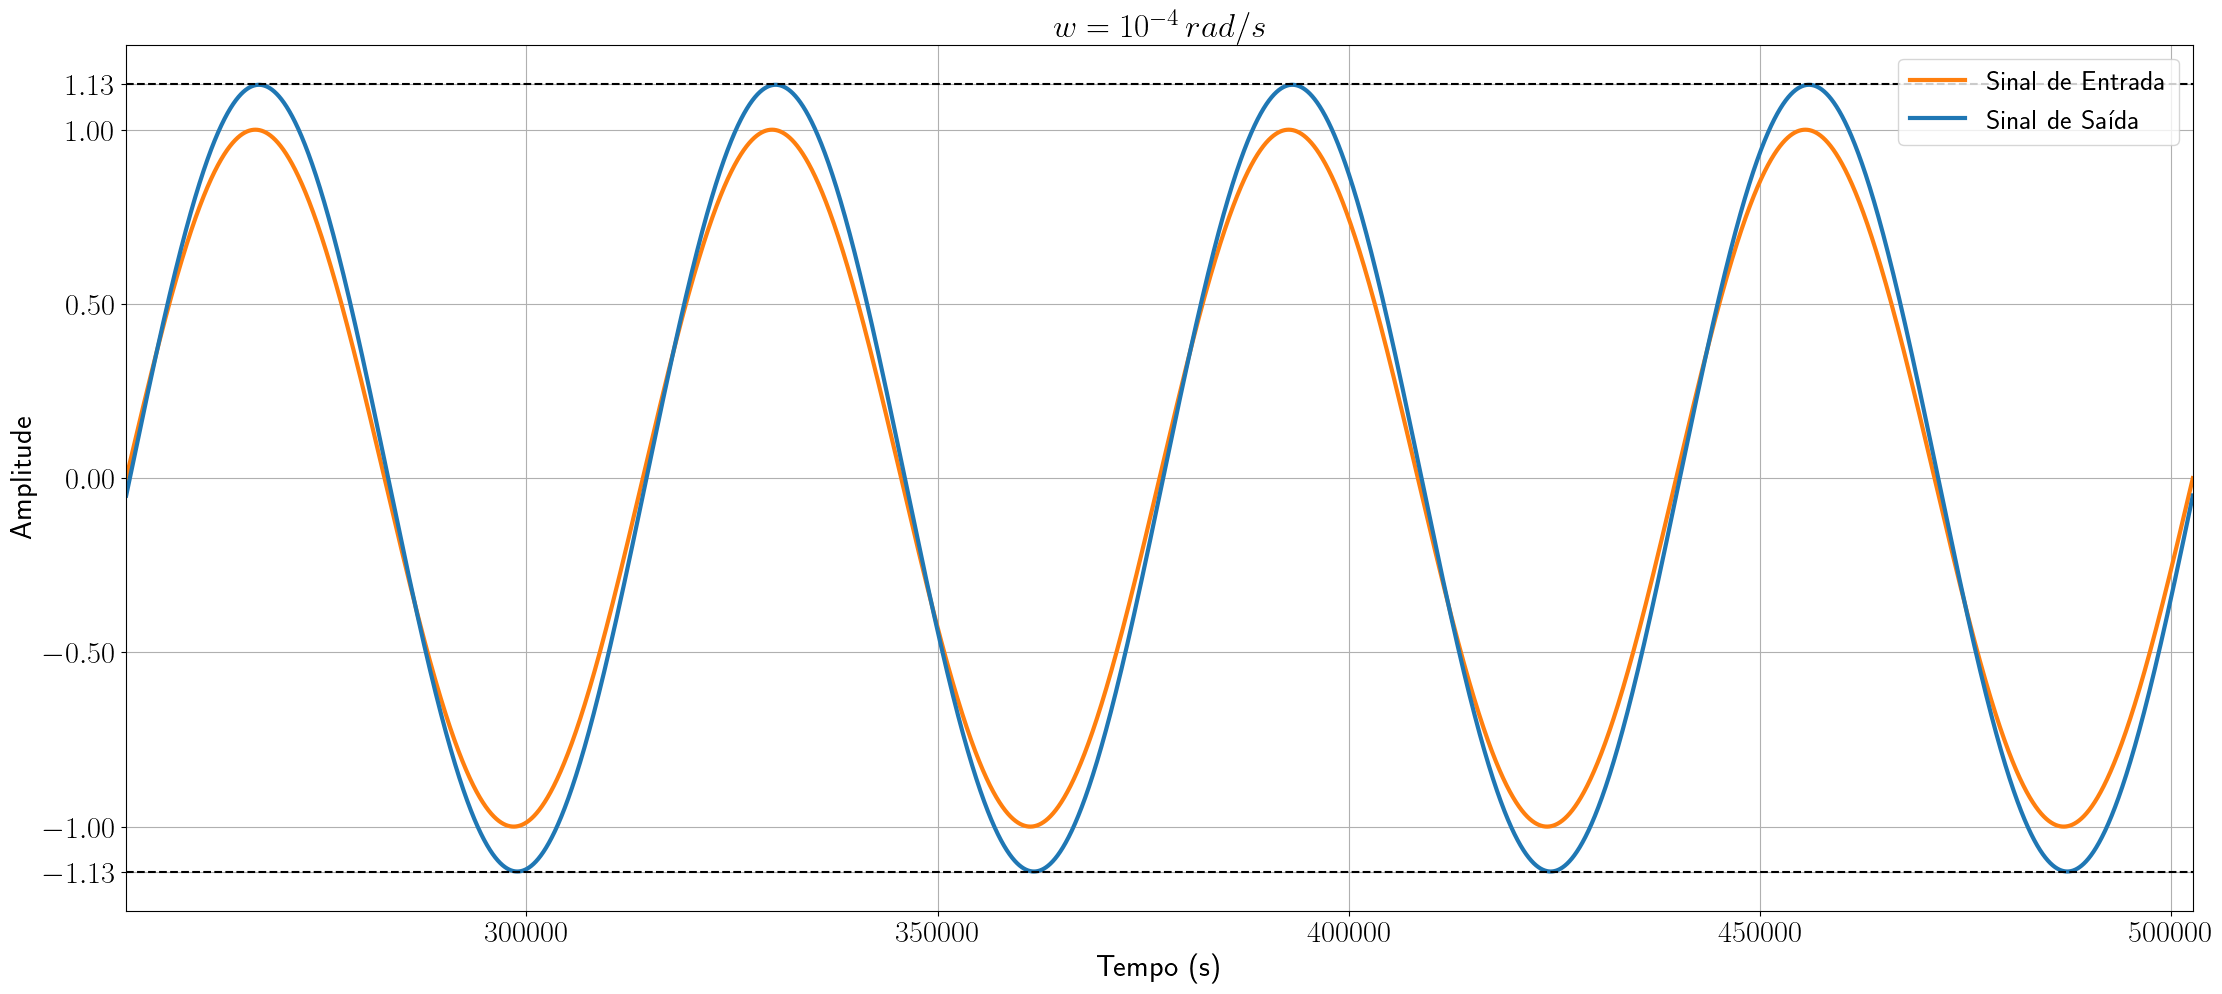 w = 10⁻⁴ rad/s
Sinal de Entrada
Sinal de Saída
Amplitude
1.13
1.00
0.50
0.00
−0.50
−1.00
−1.13
300000 350000 400000 450000 500000
Tempo (s)